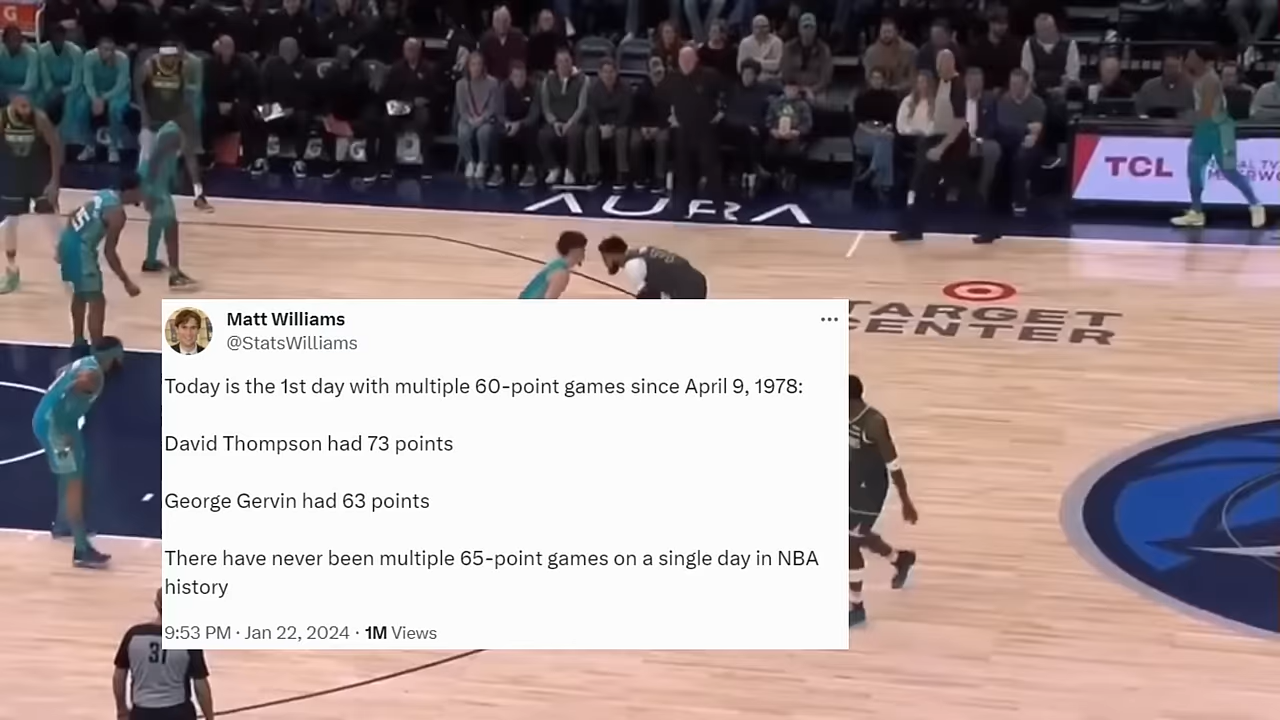 G
AURA
TCL
TARGET
CENTER
Matt Williams
@StatsWilliams
Today is the 1st day with multiple 60-point games since April 9, 1978:
David Thompson had 73 points
George Gervin had 63 points
There have never been multiple 65-point games on a single day in NBA
history
9:53 PM · Jan 22, 2024 · 1M Views
31